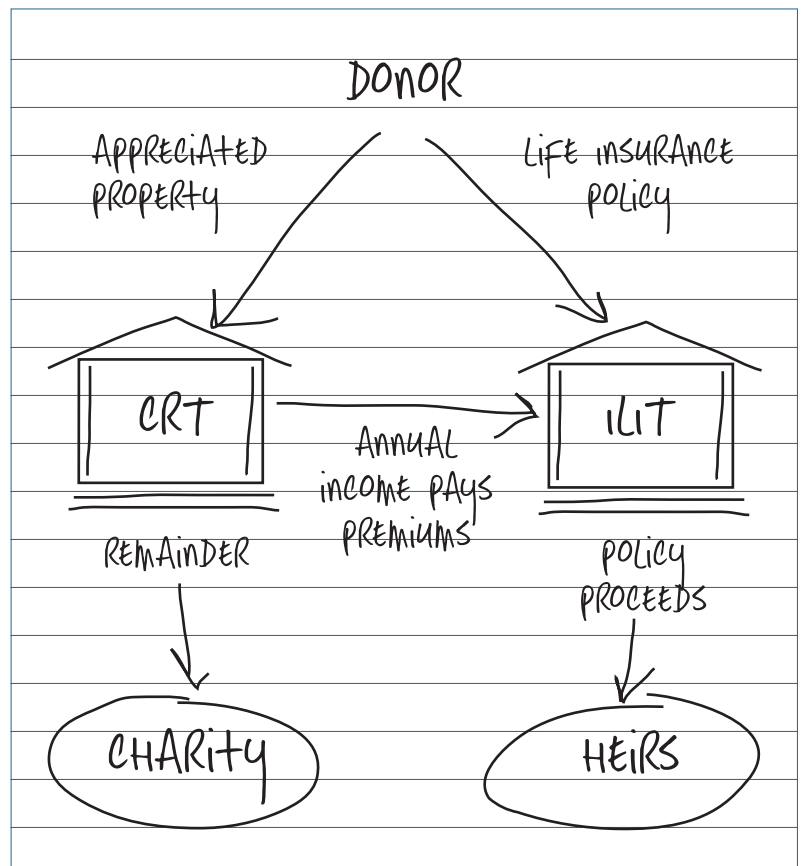 DONOR
APPRECIATED
PROPERTY
LIFE INSURANCE
POLICY
CRT
ILIT
ANNUAL
INCOME PAYS
PREMIUMS
REMAINDER
POLICY
PROCEEDS
CHARITY
HEIRS